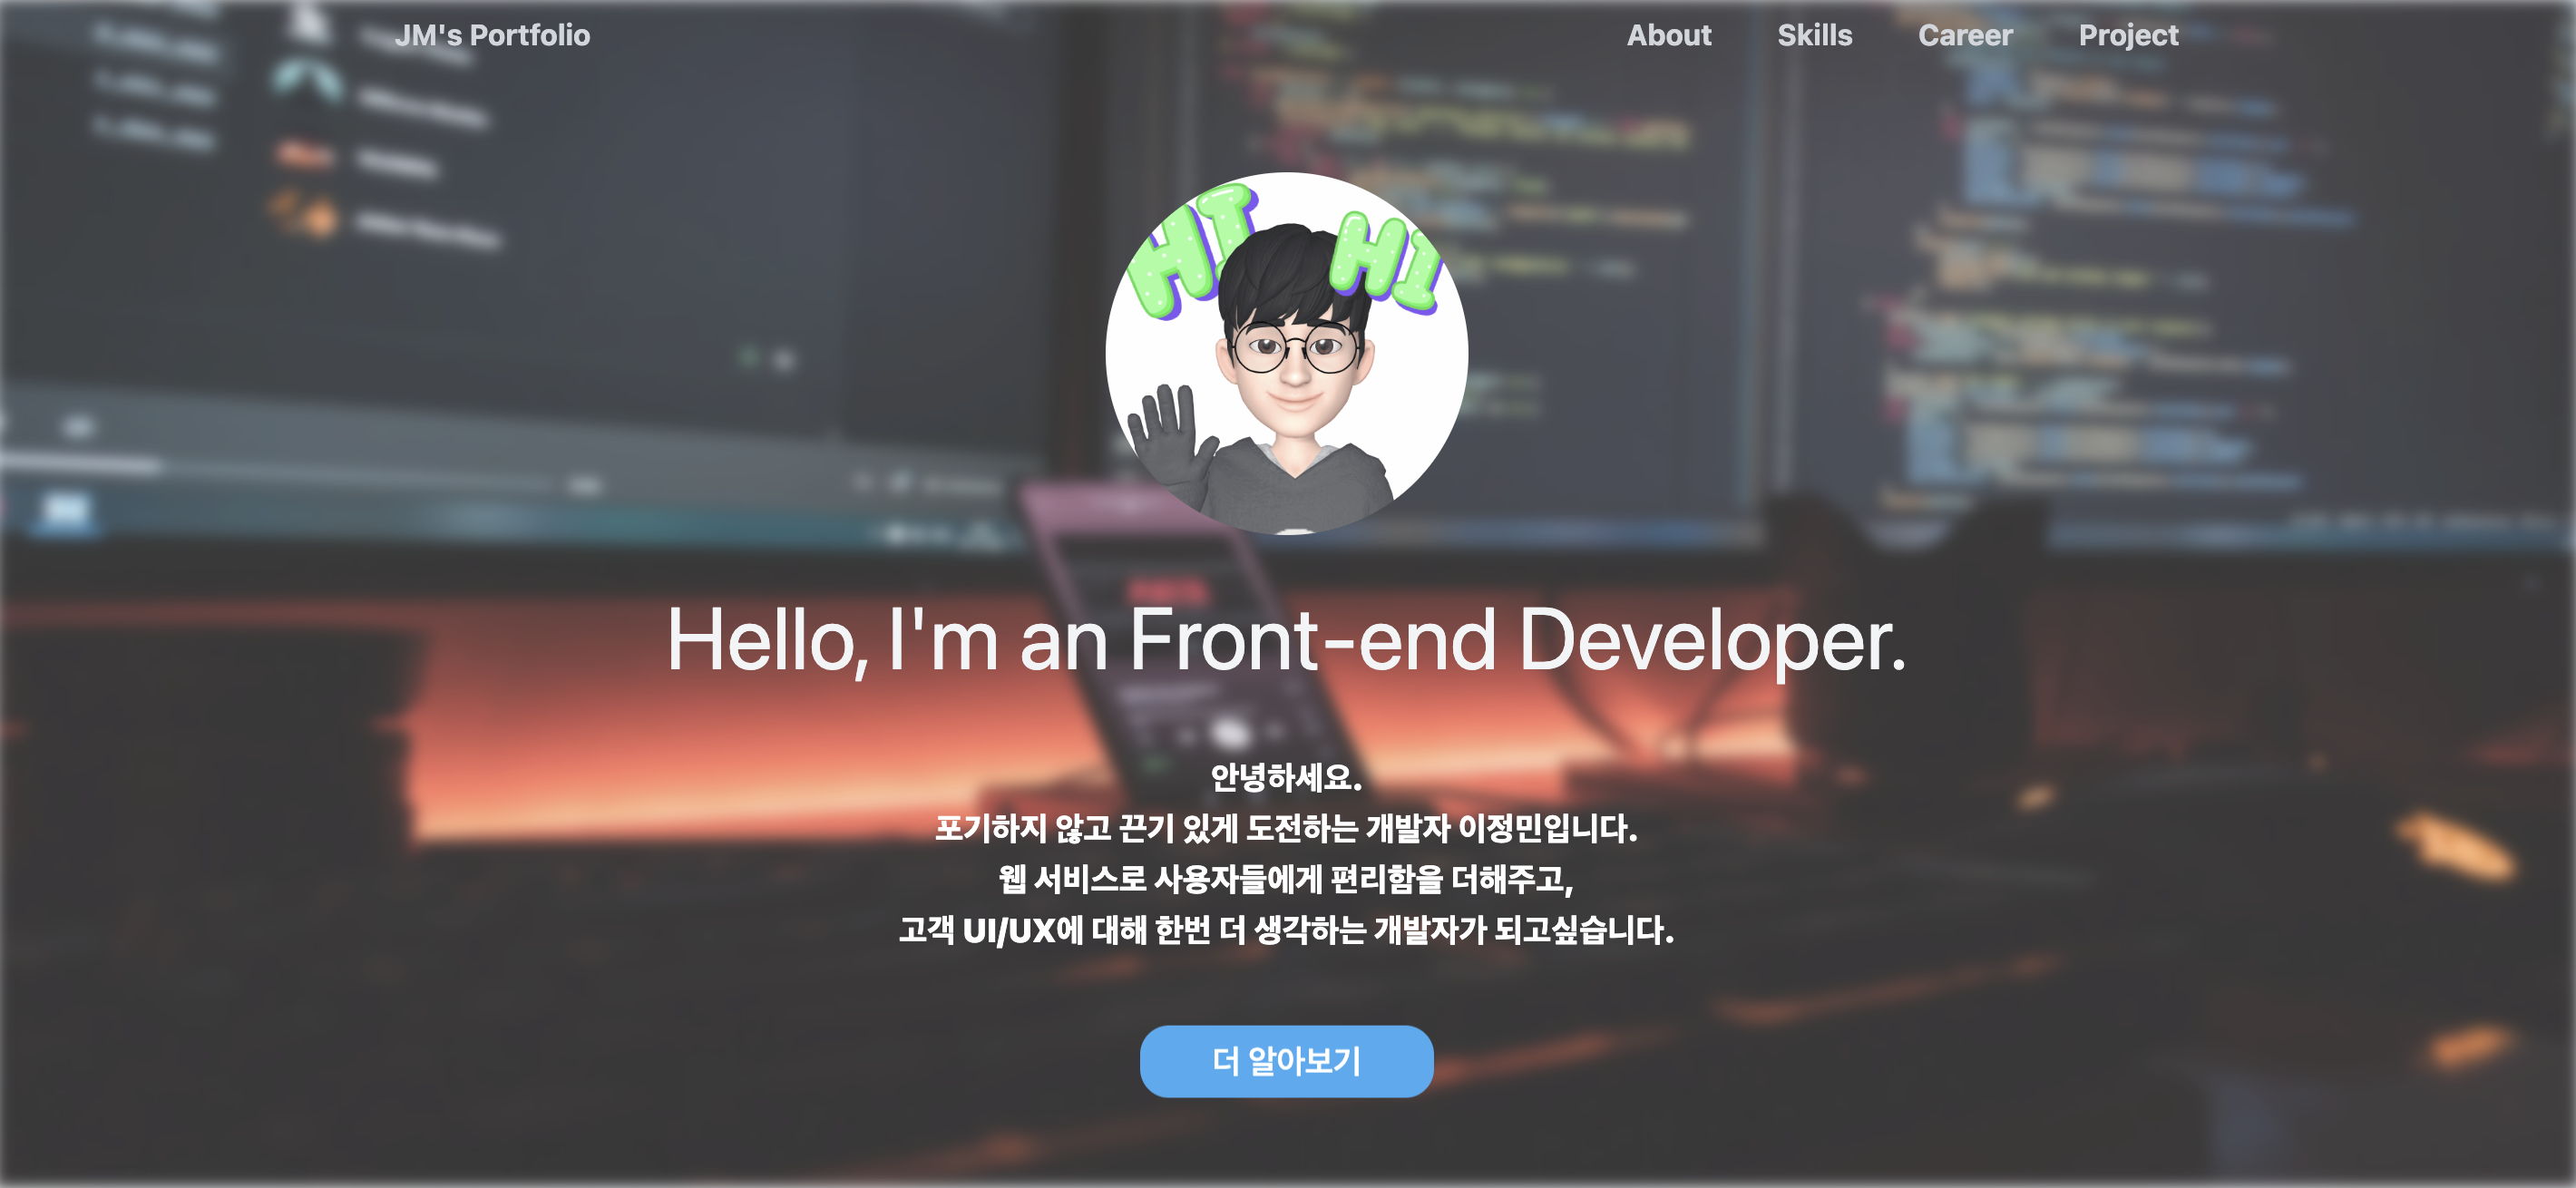 JM's Portfolio
About Skills Career Project
HI HI
Hello, I'm an Front-end Developer.
안녕하세요.
포기하지 않고 끈기 있게 도전하는 개발자 이정민입니다.
웹 서비스로 사용자들에게 편리함을 더해주고,
고객 UI/UX에 대해 한번 더 생각하는 개발자가 되고싶습니다.
더 알아보기